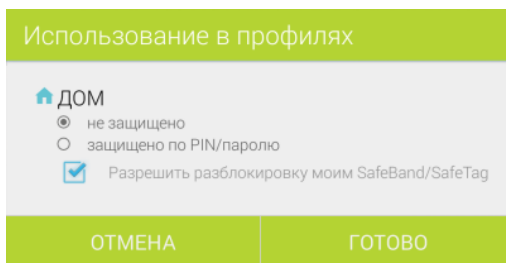 Использование в профилях
ДОМ
не защищено
защищено по PIN/паролю
Разрешить разблокировку моим SafeBand/SafeTag
ОТМЕНА ГОТОВО